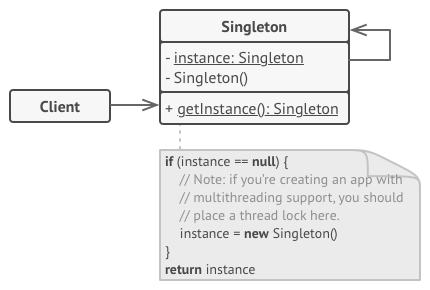 Singleton
- instance: Singleton
- Singleton()
+ getInstance(): Singleton
Client
if (instance == null) {
// Note: if you're creating an app with
// multithreading support, you should
// place a thread lock here.
instance = new Singleton()
}
return instance